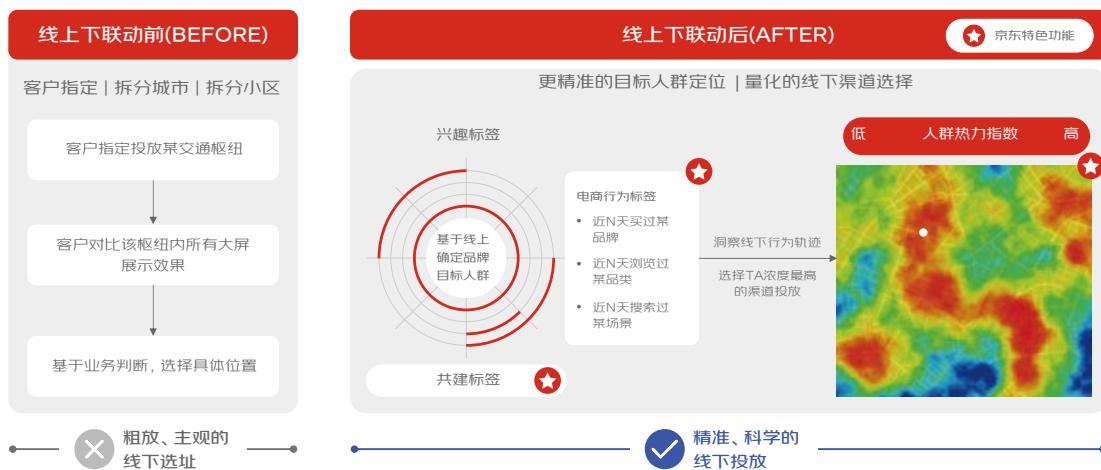 线上下联动前(BEFORE)
客户指定 | 拆分城市 | 拆分小区
客户指定投放某交通枢纽
客户对比该枢纽内所有大屏
展示效果
基于业务判断, 选择具体位置
粗放、主观的
线下选址
线上下联动后(AFTER)
京东特色功能
更精准的目标人群定位 | 量化的线下渠道选择
兴趣标签
基于线上
确定品牌
目标人群
共建标签
电商行为标签
• 近N天买过某
品牌
• 近N天浏览过
某品类
• 近N天搜索过
某场景
洞察线下行为轨迹
选择TA浓度最高
的渠道投放
低 人群热力指数 高
精准、科学的
线下投放